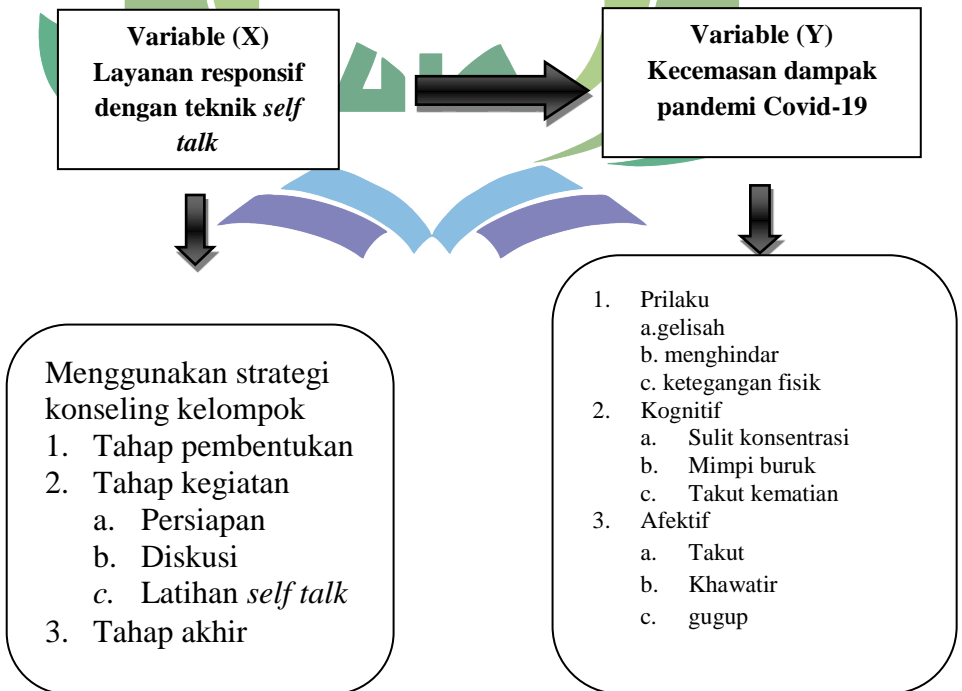 Variable (X)
Layanan responsif
dengan teknik self
talk
Variable (Y)
Kecemasan dampak
pandemi Covid-19
Menggunakan strategi
konseling kelompok
1. Tahap pembentukan
2. Tahap kegiatan
a. Persiapan
b. Diskusi
c. Latihan self talk
3. Tahap akhir
1. Prilaku
a.gelisah
b. menghindar
c. ketegangan fisik
2. Kognitif
a. Sulit konsentrasi
b. Mimpi buruk
c. Takut kematian
3. Afektif
a. Takut
b. Khawatir
c. gugup